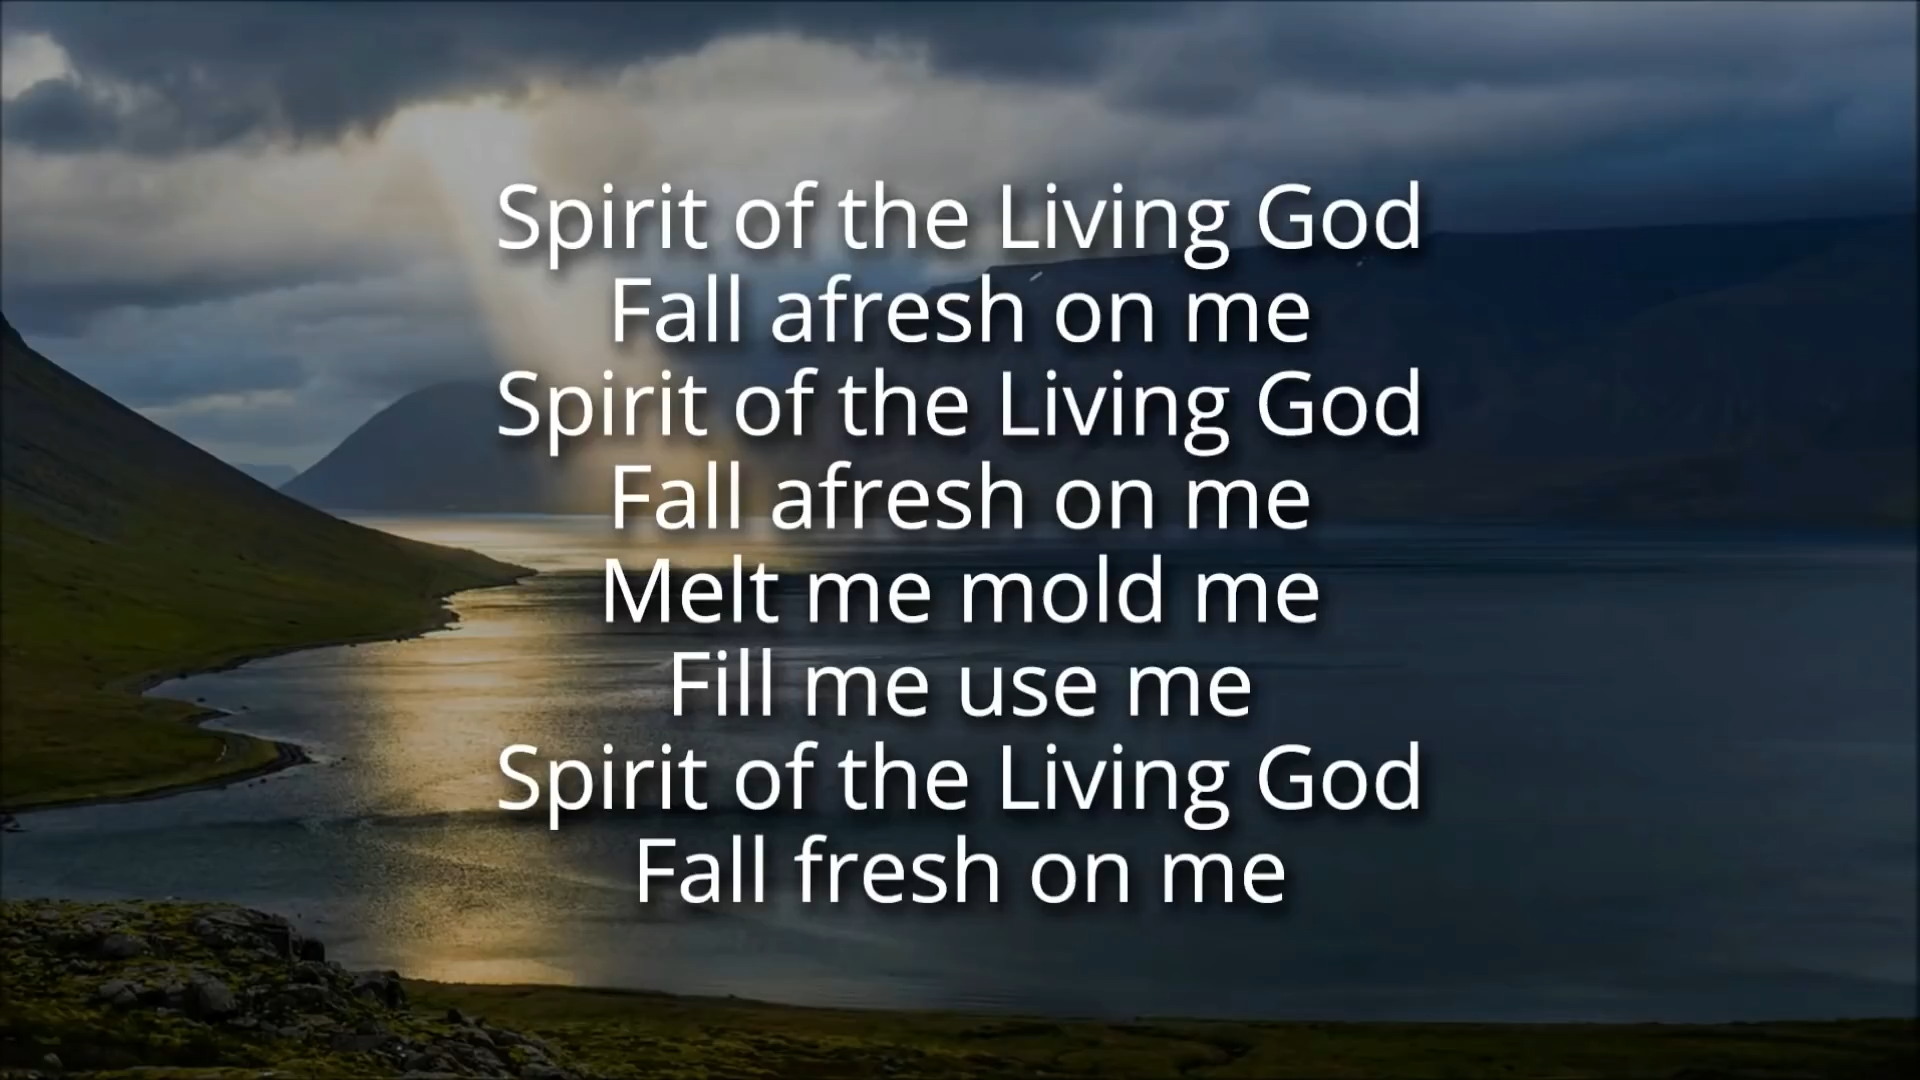 Spirit of the Living God
Fall afresh on me
Spirit of the Living God
Fall afresh on me
Melt me mold me
Fill me use me
Spirit of the Living God
Fall fresh on me